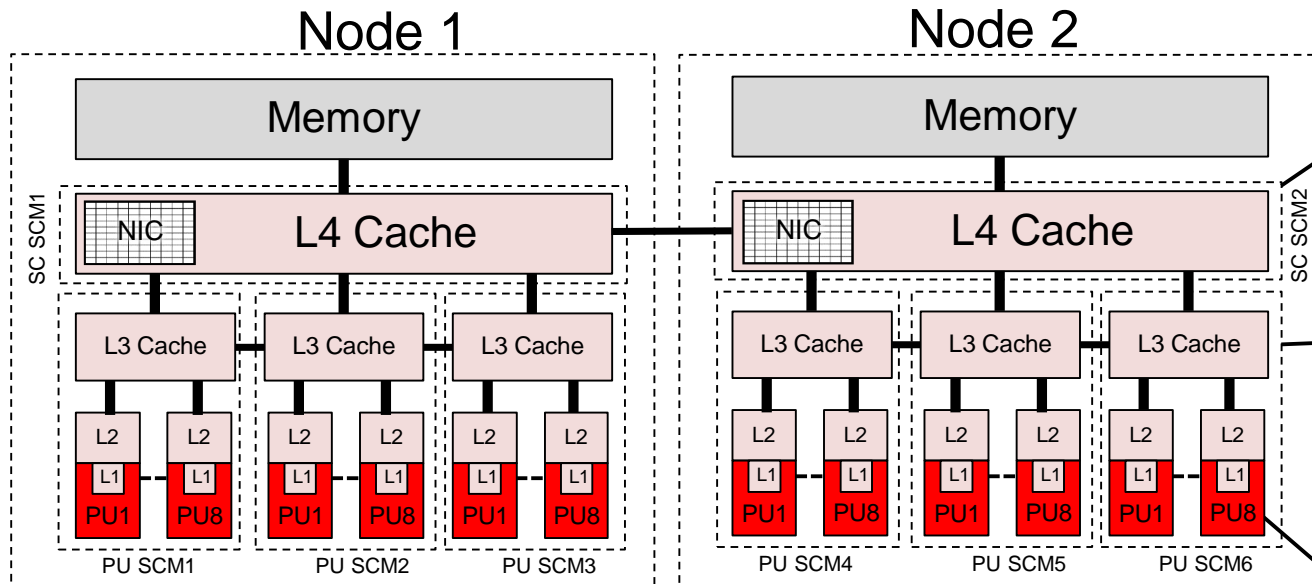 Node 1
Node 2
Memory
Memory
SC SCM1
NIC
L4 Cache
NIC
L4 Cache
SC SCM2
L3 Cache
L3 Cache
L3 Cache
L3 Cache
L3 Cache
L3 Cache
L2
L2
L2
L2
L2
L2
L2
L2
L2
L2
L2
L2
L1
L1
L1
L1
L1
L1
L1
L1
L1
L1
L1
L1
PU1
PU8
PU1
PU8
PU1
PU8
PU1
PU8
PU1
PU8
PU1
PU8
PU SCM1
PU SCM2
PU SCM3
PU SCM4
PU SCM5
PU SCM6